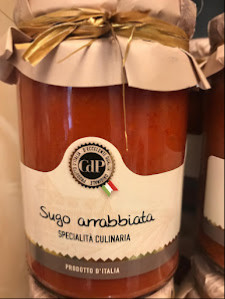 GdP
Sugo arrabbiata
SPECIALITÀ CULINARIA
PRODOTTO D'ITALIA